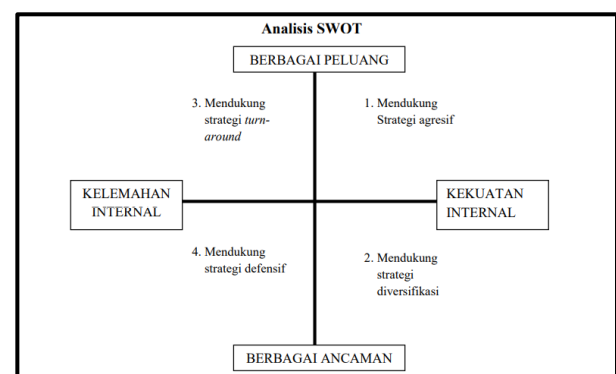 Analisis SWOT
BERBAGAI PELUANG
3. Mendukung
strategi turn-
around
1. Mendukung
Strategi agresif
KELEMAHAN
INTERNAL
KEKUATAN
INTERNAL
4. Mendukung
strategi defensif
2. Mendukung
strategi
diversifikasi
BERBAGAI ANCAMAN